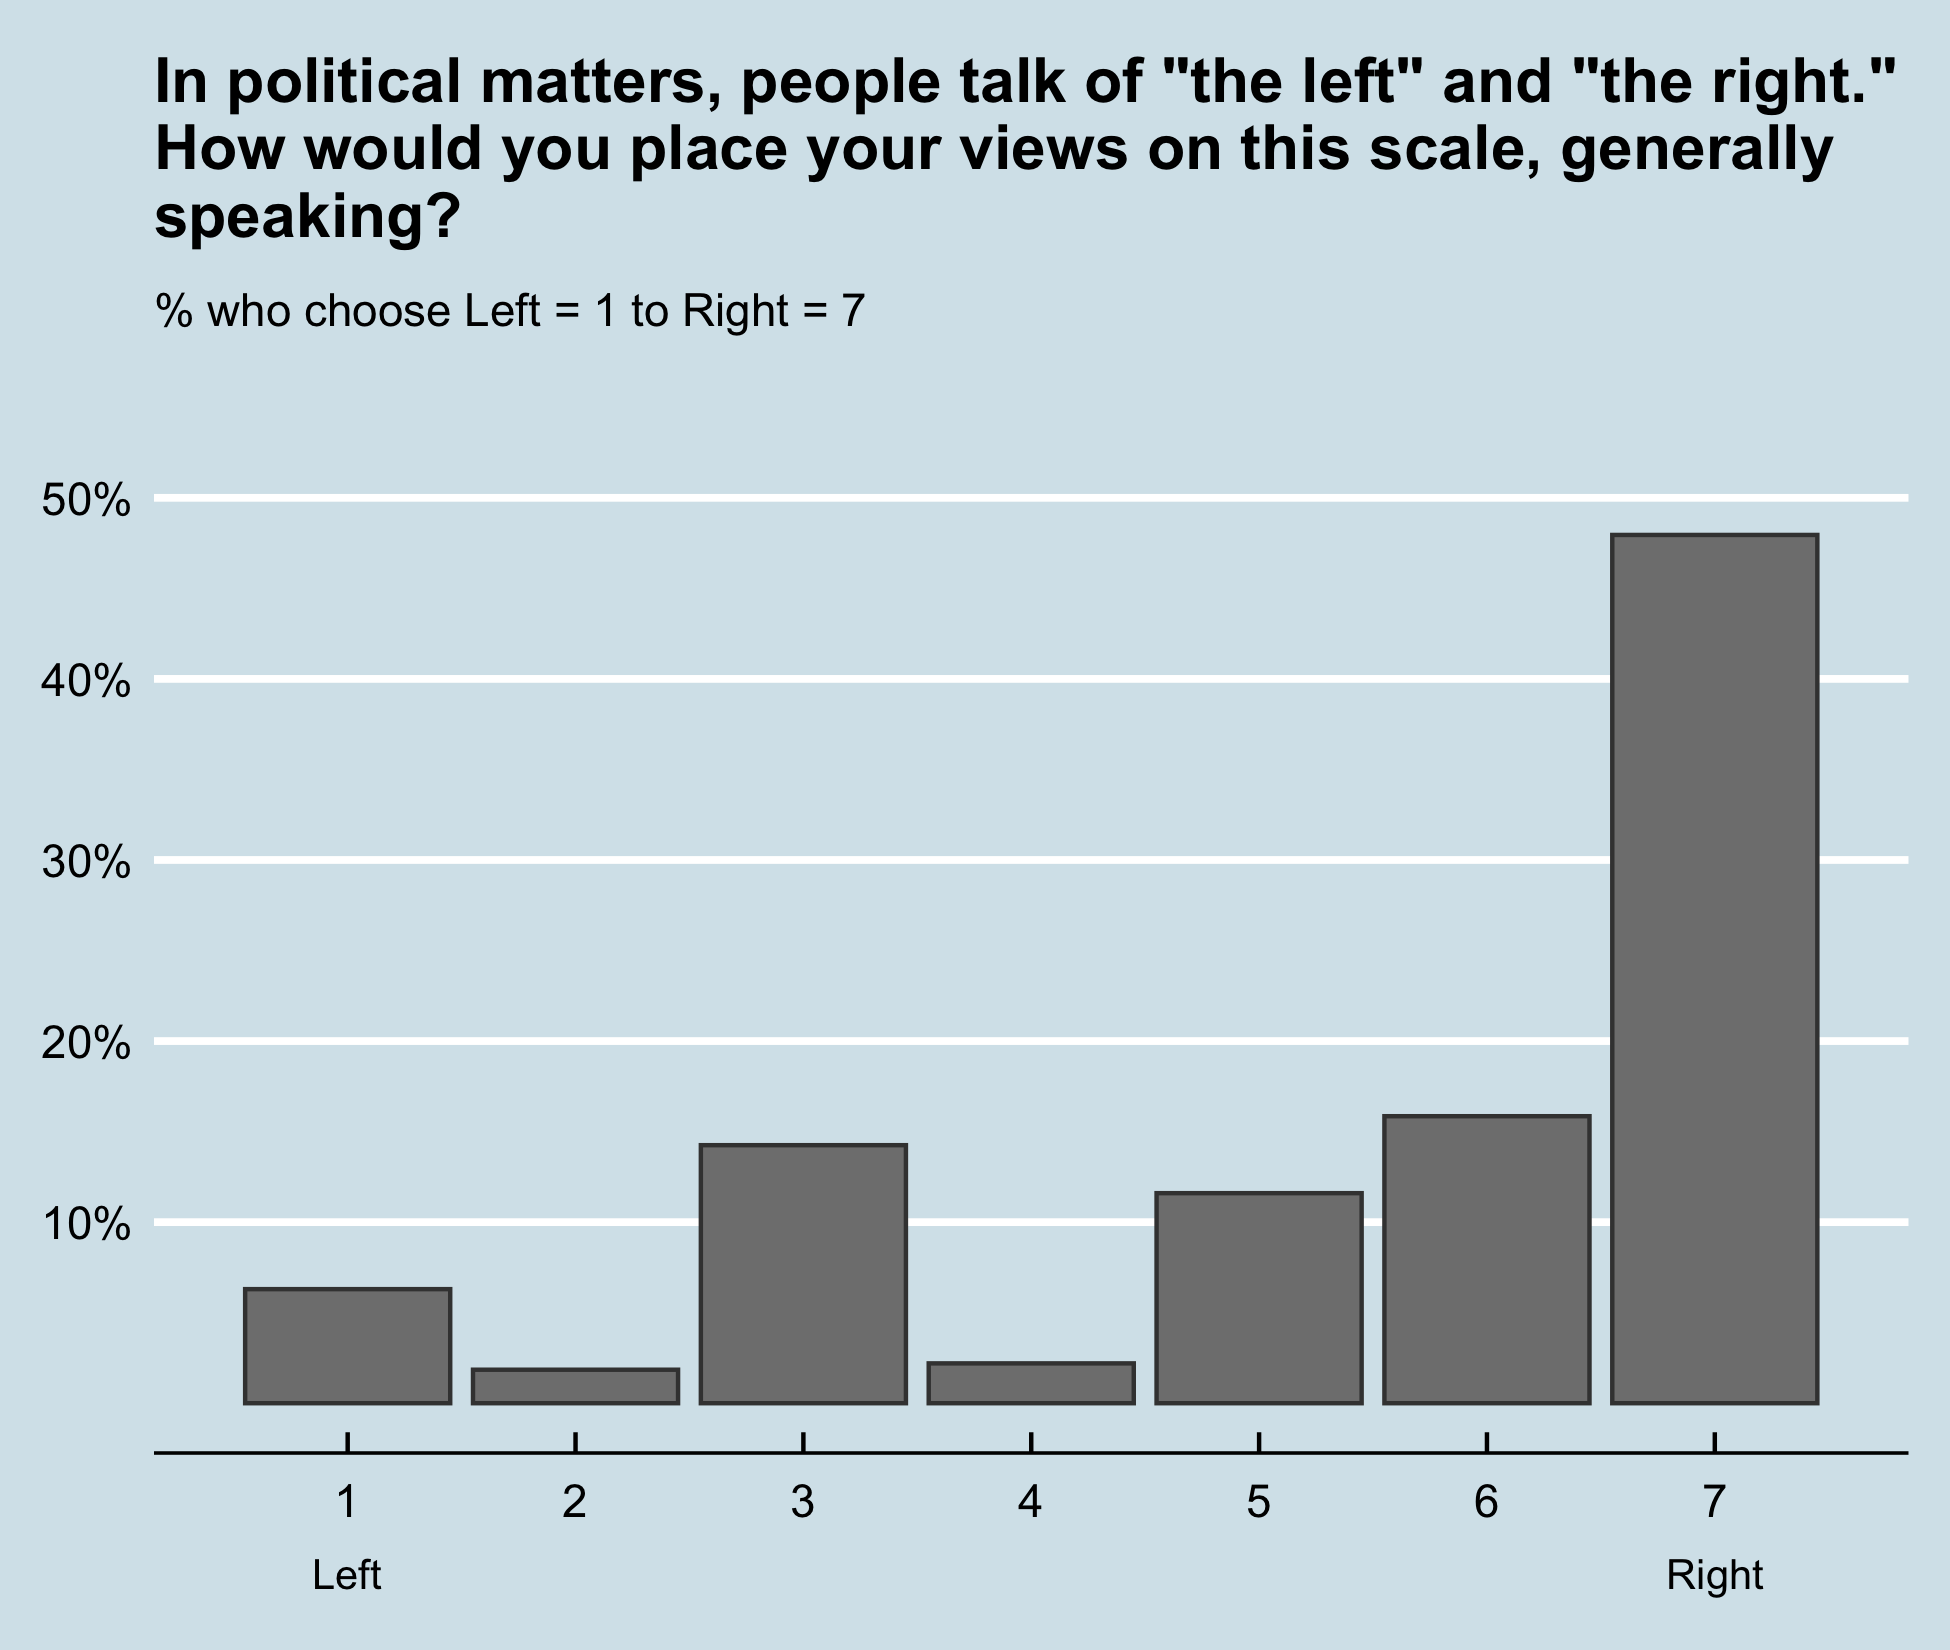 In political matters, people talk of "the left" and "the right."
How would you place your views on this scale, generally
speaking?
% who choose Left = 1 to Right = 7
50%
40%
30%
20%
10%
1 2 3 4 5 6 7
Left Right